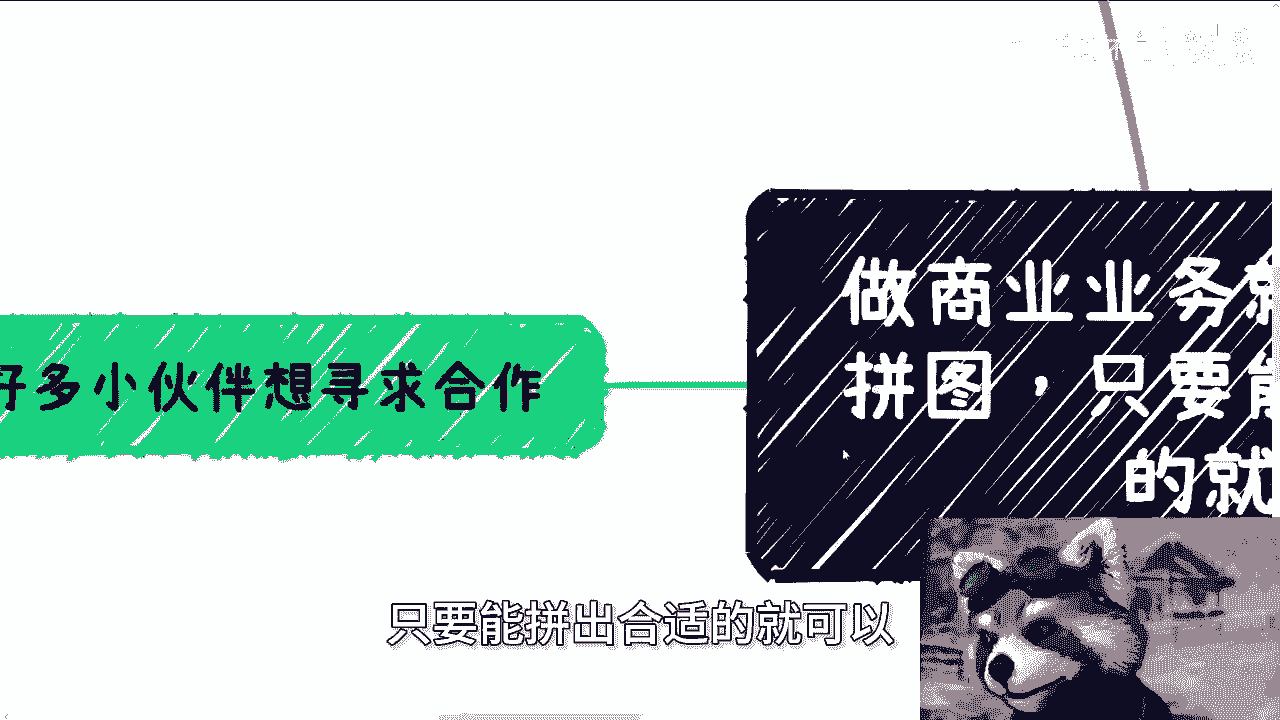 好多小伙伴想寻求合作
做商业业务就
拼图，只要能
的就
只要能拼出合适的就可以